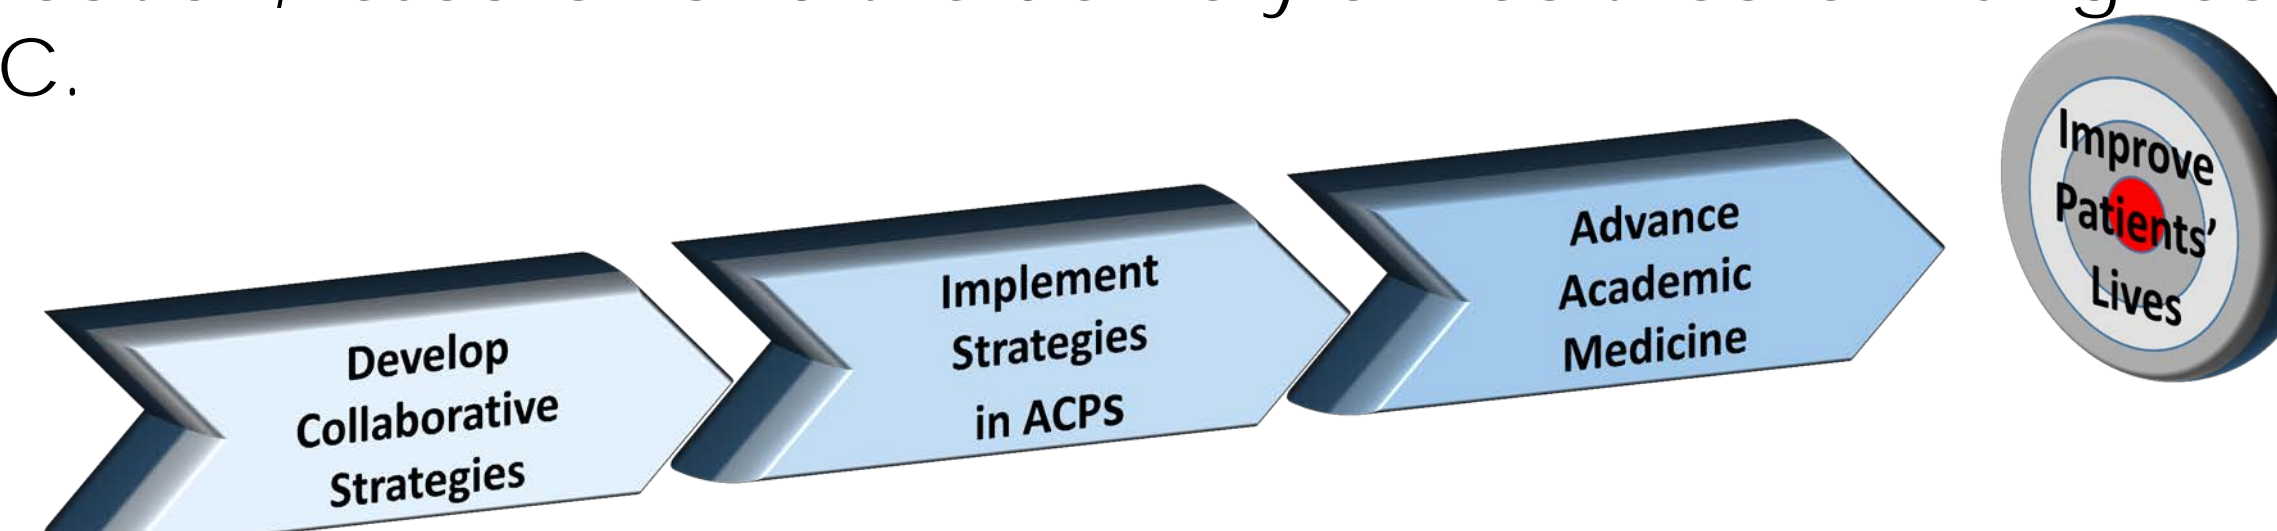 C.
Develop
Collaborative
Strategies
Implement
Strategies
in ACPS
Advance
Academic
Medicine
Improve
Patients’
Lives